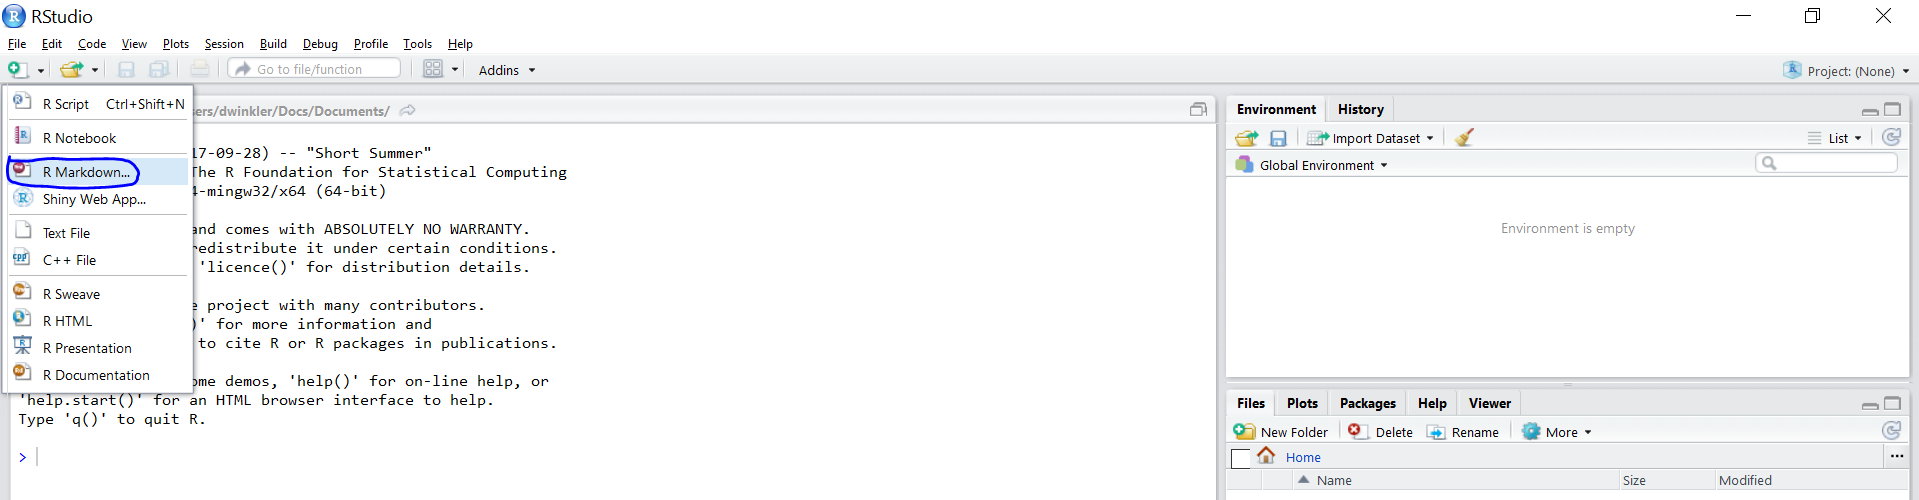 RStudio
File Edit Code View Plots Session Build Debug Profile Tools Help
Go to file/function Addins Project: (None)
R Script Ctrl+Shift+N
R Notebook
R Markdown...
Shiny Web App...
Text File
C++ File
R Sweave
R HTML
R Presentation
R Documentation
ers/dwinkler/Docs/Documents/
17-09-28) -- "Short Summer"
The R Foundation for Statistical Computing
4-mingw32/x64 (64-bit)
and comes with ABSOLUTELY NO WARRANTY.
redistribute it under certain conditions.
'licence()' for distribution details.
e project with many contributors.
)' for more information and
to cite R or R packages in publications.
ome demos, 'help()' for on-line help, or
'help.start()' for an HTML browser interface to help.
Type 'q()' to quit R.
>
Environment History
Import Dataset List
Global Environment
Environment is empty
Files Plots Packages Help Viewer
New Folder Delete Rename More
Home ...
Name Size Modified